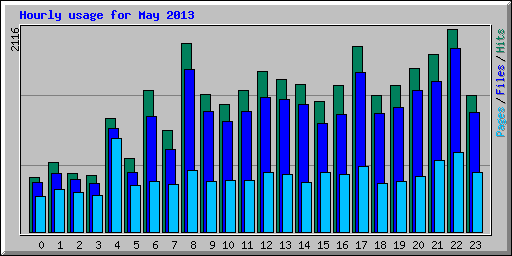 Hourly usage for May 2013
2116
Pages / Files / Hits
0 1 2 3 4 5 6 7 8 9 10 11 12 13 14 15 16 17 18 19 20 21 22 23